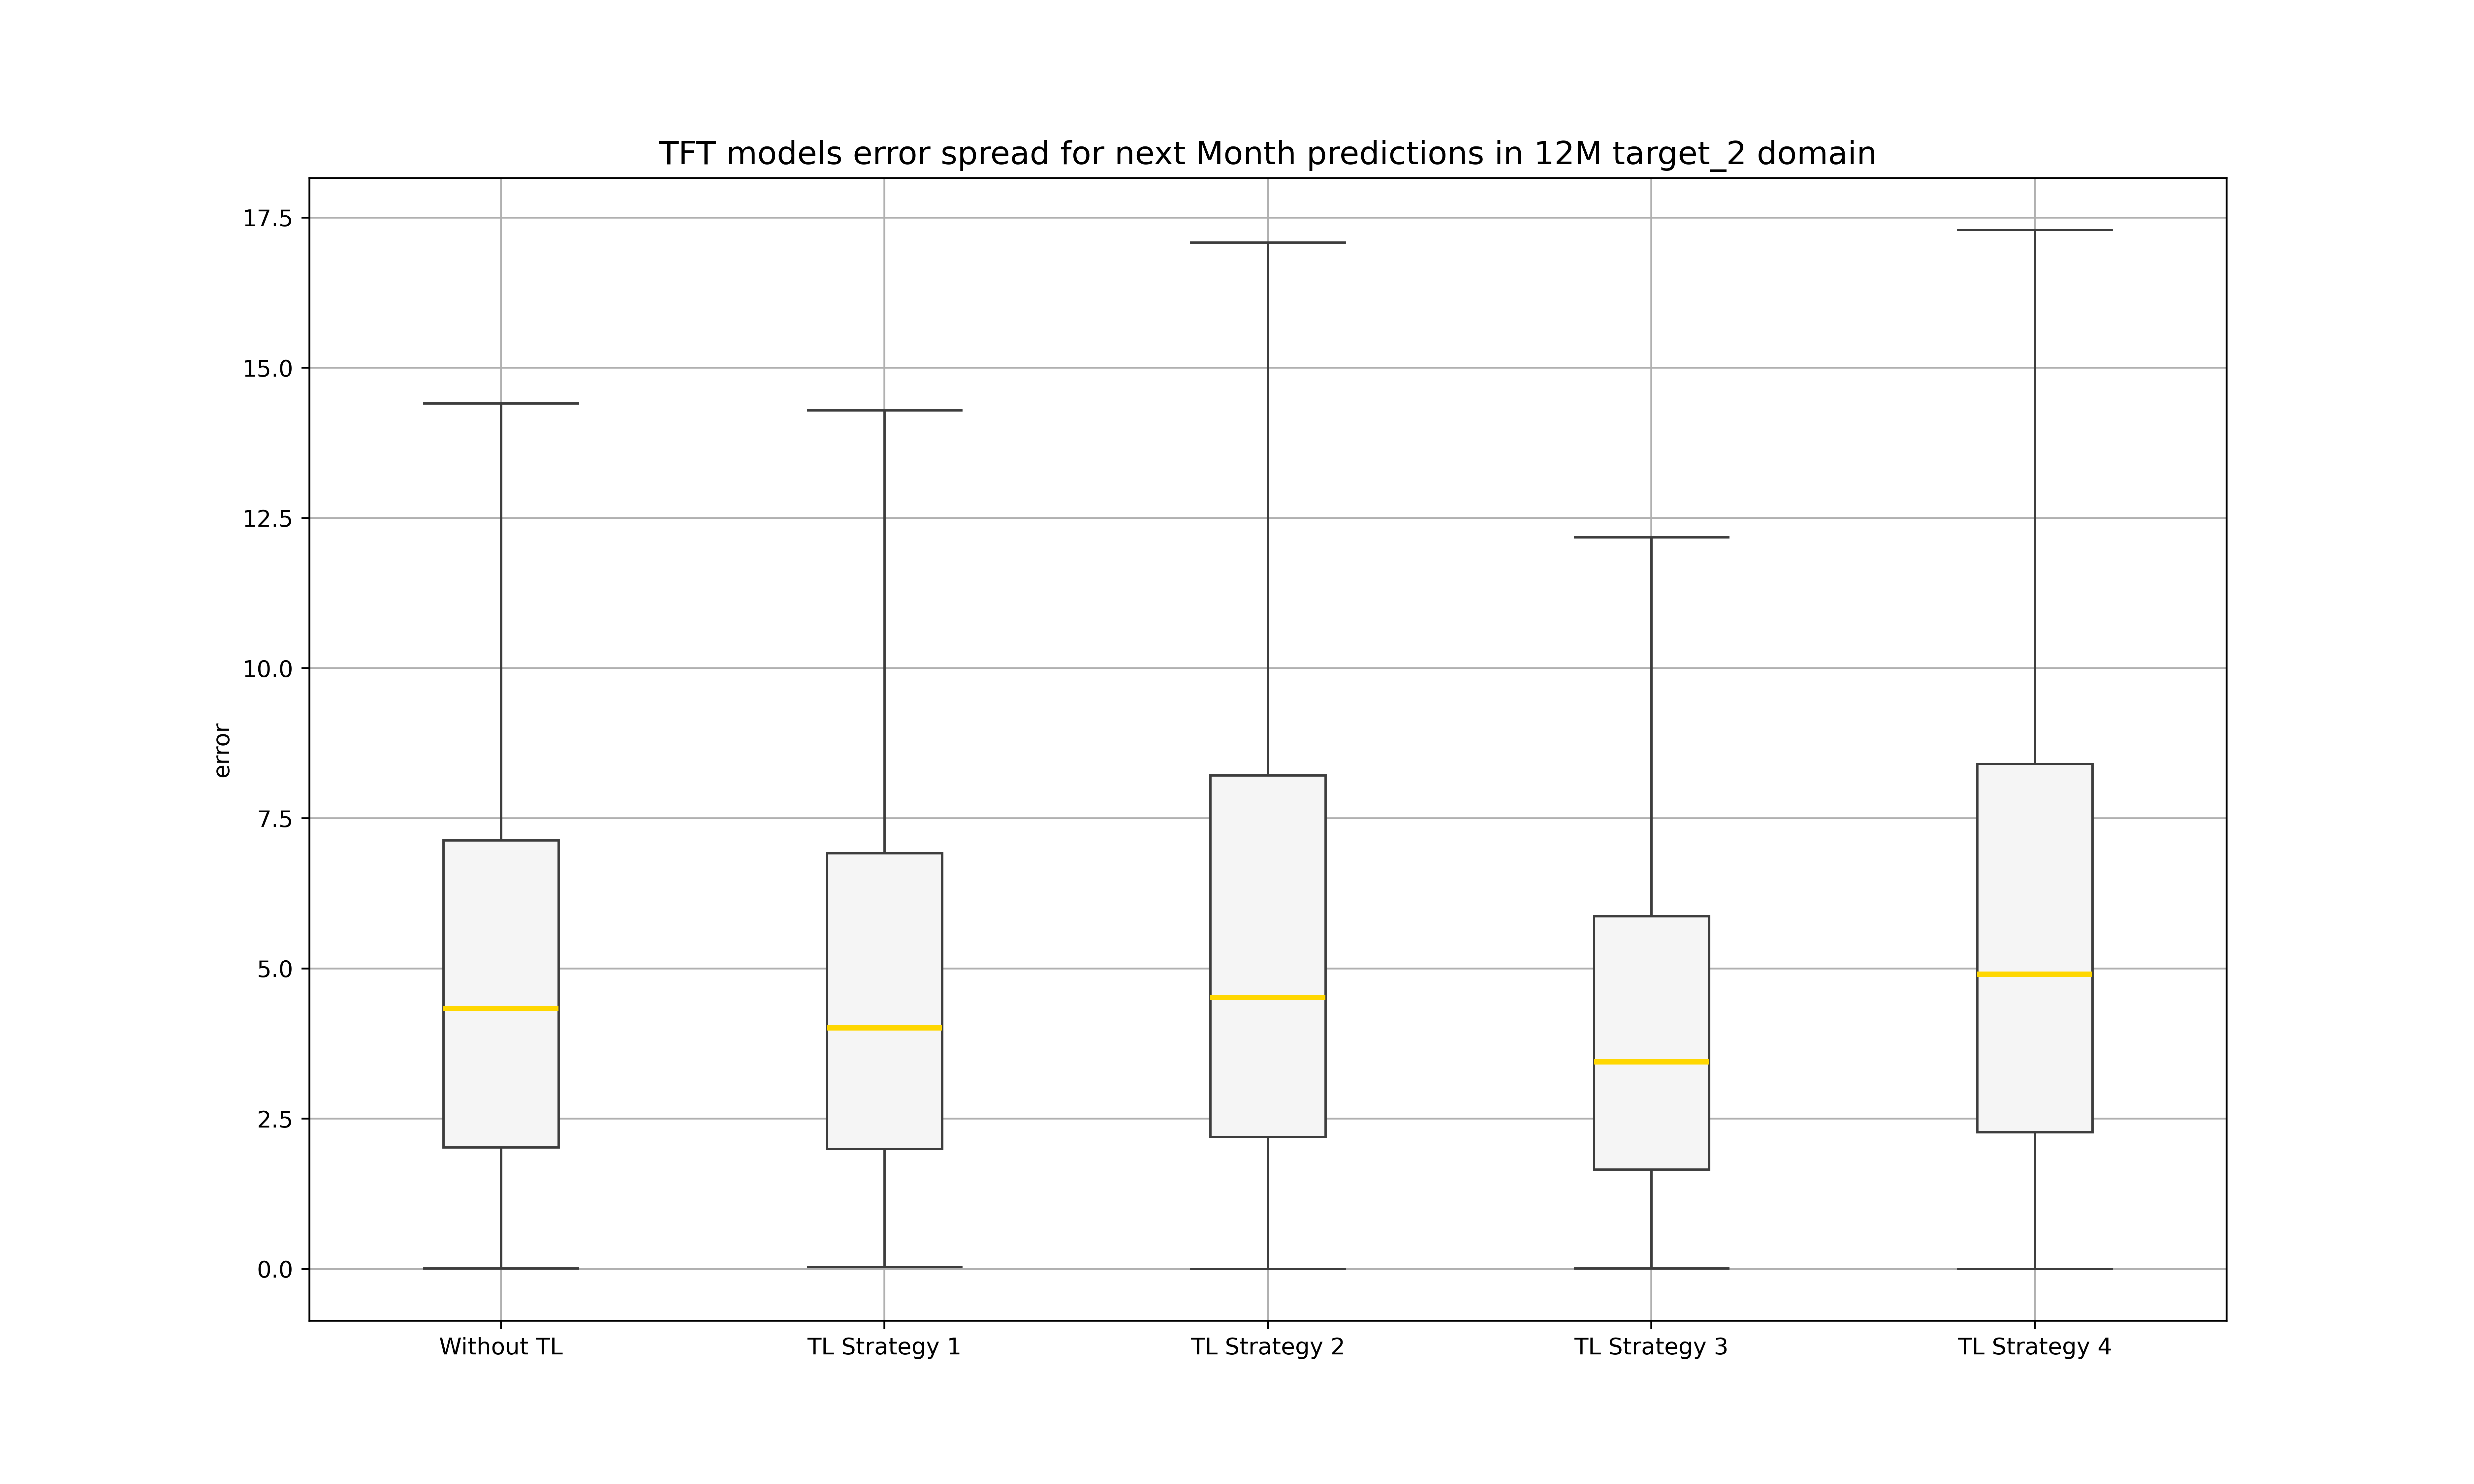 TFT models error spread for next Month predictions in 12M target_2 domain
17.5
15.0
12.5
10.0
error
7.5
5.0
2.5
0.0
Without TL
TL Strategy 1
TL Strategy 2
TL Strategy 3
TL Strategy 4